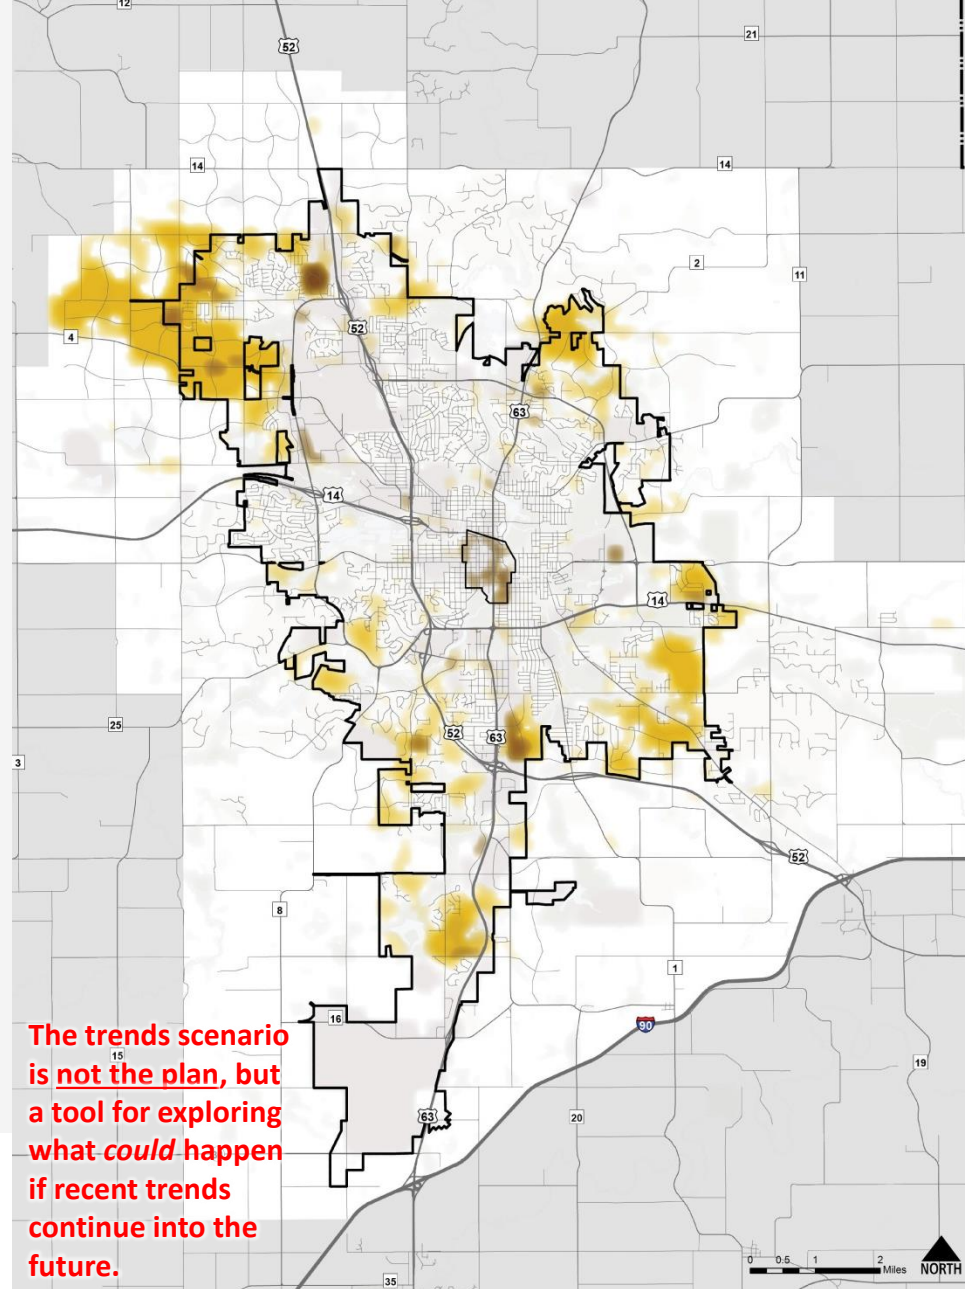 12
52
21
14
14
2
11
4
52
63
14
14
25
52
63
3
52
8
1
16
90
The trends scenario
15
is not the plan, but
a tool for exploring
what could happen
if recent trends
continue into the
future.
19
63
20
35
0 0.5 1 2
Miles
NORTH